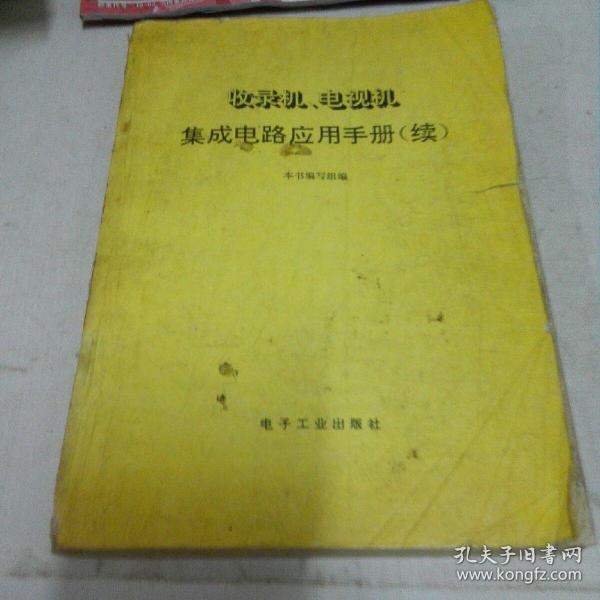 收录机、电视机
集成电路应用手册(续)
本书编写组编
电子工业出版社
孔夫子旧书网
www.kongfz.com